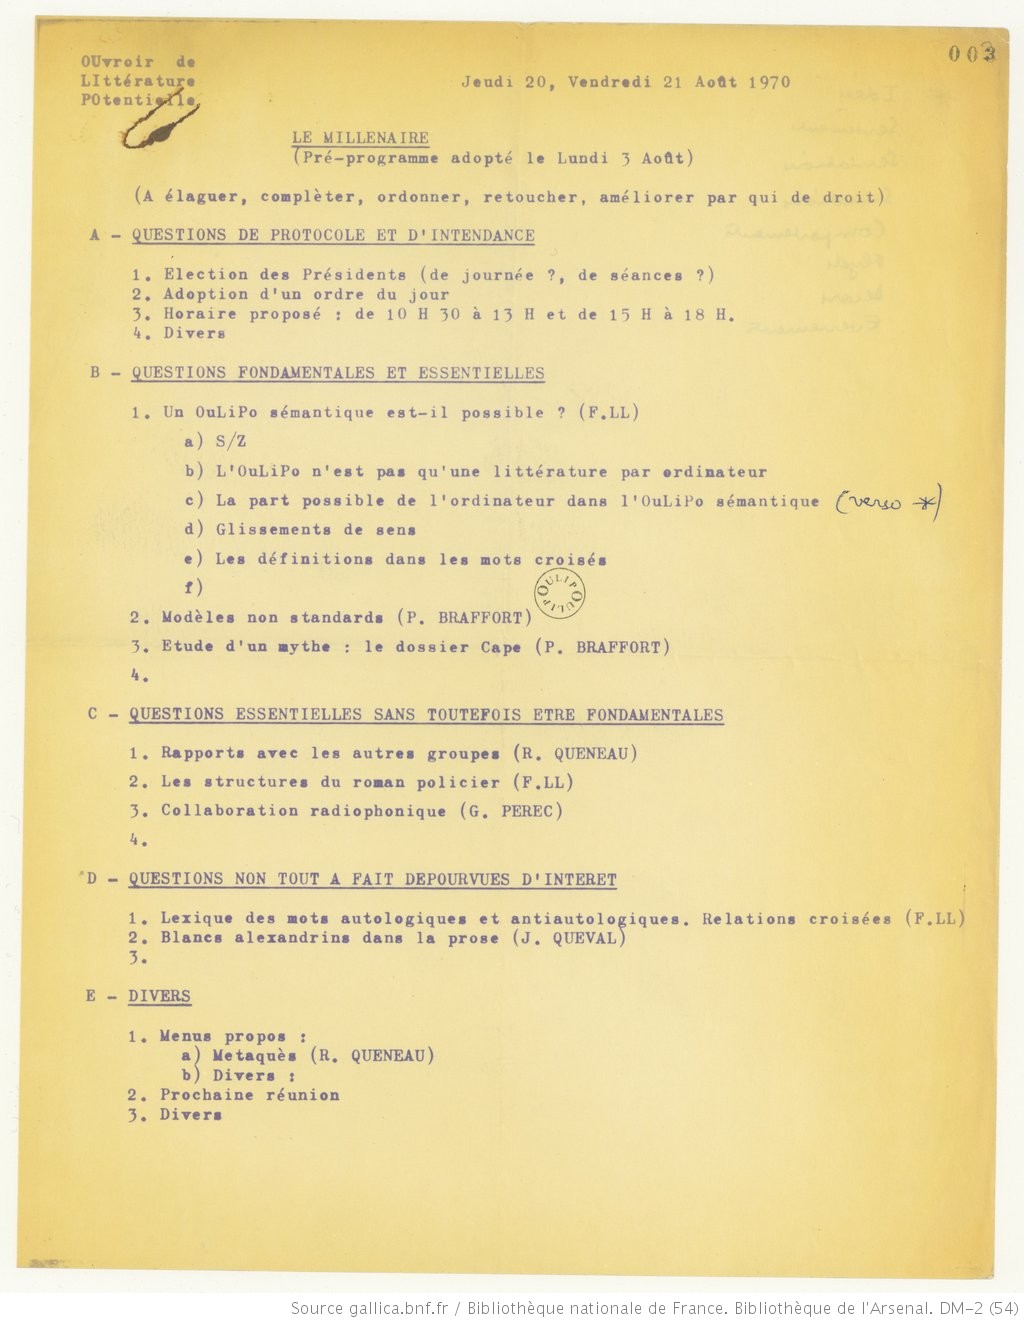 003
OUvroir de
LIttérature
POtentielle
Jeudi 20, Vendredi 21 Août 1970
LE MILLENAIRE
(Pré-programme adopté le Lundi 3 Août)
(A élaguer, complèter, ordonner, retoucher, améliorer par qui de droit)
A - QUESTIONS DE PROTOCOLE ET D'INTENDANCE
1. Election des Présidents (de journée ?, de séances ?)
2. Adoption d'un ordre du jour
3. Horaire proposé : de 10 H 30 à 13 H et de 15 H à 18 H.
4. Divers
B - QUESTIONS FONDAMENTALES ET ESSENTIELLES
1. Un OuLiPo sémantique est-il possible ? (F.LL)
a) S/Z
b) L'OuLiPo n'est pas qu'une littérature par ordinateur
c) La part possible de l'ordinateur dans l'OuLiPo sémantique (verso *)
d) Glissements de sens
e) Les définitions dans les mots croisés
f)
OULIPO OULIPO
2. Modèles non standards (P. BRAFFORT)
3. Etude d'un mythe : le dossier Cape (P. BRAFFORT)
4.
C - QUESTIONS ESSENTIELLES SANS TOUTEFOIS ETRE FONDAMENTALES
1. Rapports avec les autres groupes (R. QUENEAU)
2. Les structures du roman policier (F.LL)
3. Collaboration radiophonique (G. PEREC)
4.
D - QUESTIONS NON TOUT A FAIT DEPOURVUES D'INTERET
1. Lexique des mots autologiques et antiautologiques. Relations croisées (F.LL)
2. Blancs alexandrins dans la prose (J. QUEVAL)
3.
E - DIVERS
1. Menus propos :
a) Metaquès (R. QUENEAU)
b) Divers :
2. Prochaine réunion
3. Divers
Source gallica.bnf.fr / Bibliothèque nationale de France. Bibliothèque de l'Arsenal. DM-2 (54)